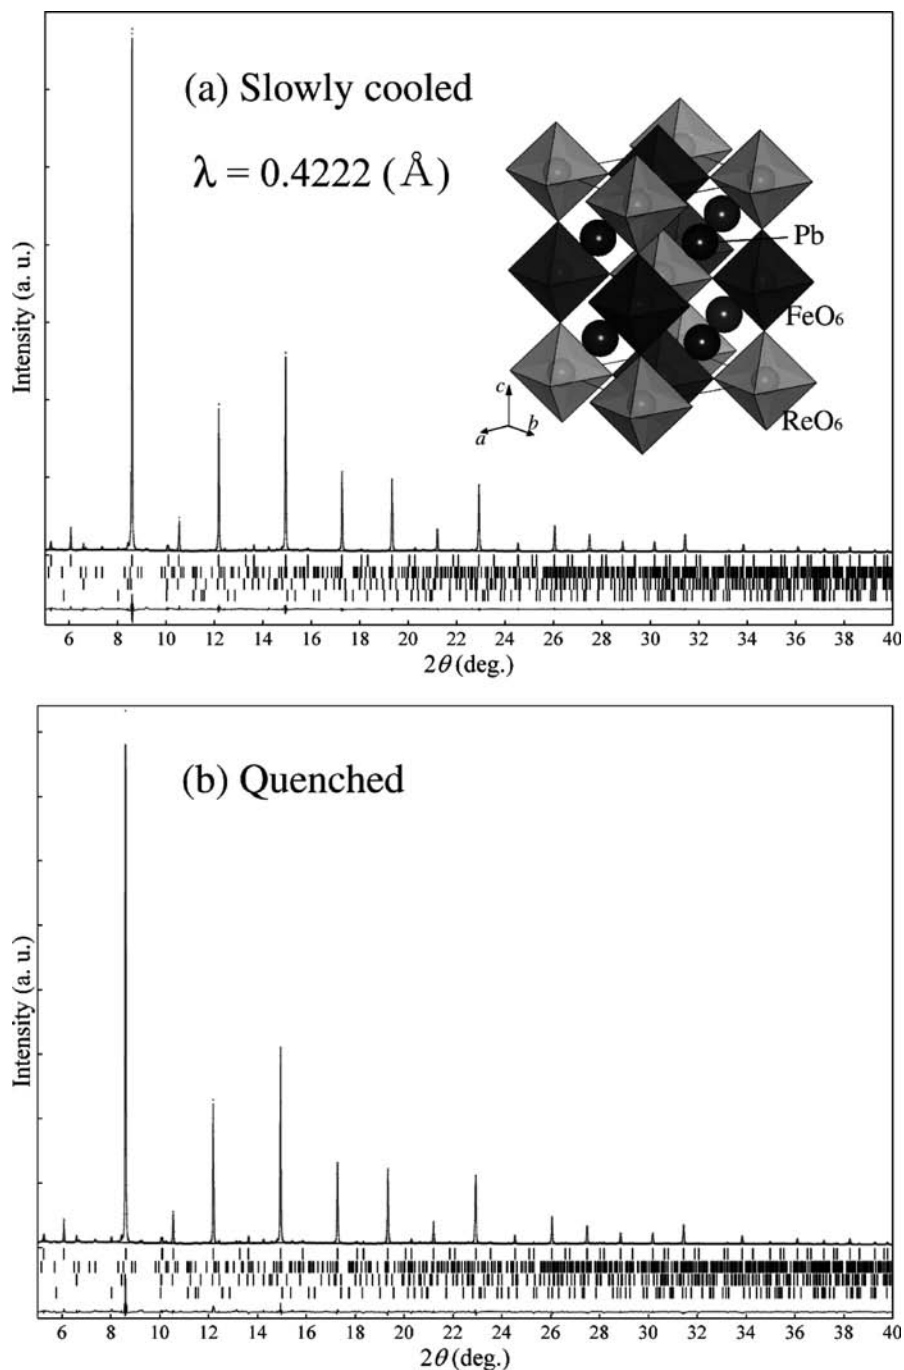 (a) Slowly cooled
λ = 0.4222 (Å)
Intensity (a. u.)
Pb
FeO₆
ReO₆
c
a
b
6 8 10 12 14 16 18 20 22 24 26 28 30 32 34 36 38 40
2θ (deg.)
(b) Quenched
Intensity (a. u.)
6 8 10 12 14 16 18 20 22 24 26 28 30 32 34 36 38 40
2θ (deg.)